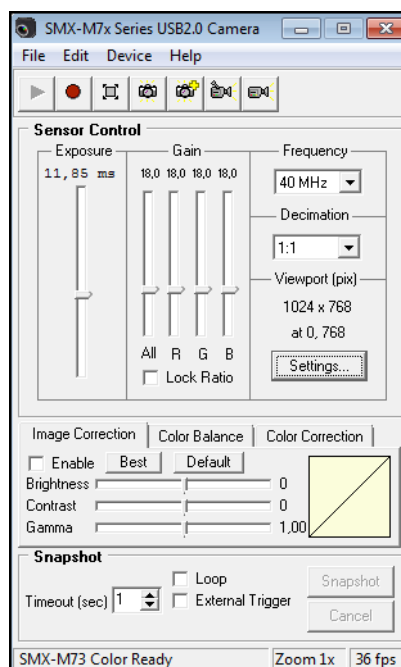 SMX-M7x Series USB2.0 Camera
File Edit Device Help
Sensor Control
Exposure Gain Frequency
11,85 ms 18,0 18,0 18,0 18,0
40 MHz
Decimation
1:1
Viewport (pix)
1024 x 768
at 0, 768
All R G B
Settings...
Lock Ratio
Image Correction Color Balance Color Correction
Enable Best Default
Brightness 0
Contrast 0
Gamma 1,00
Snapshot
Loop Snapshot
Timeout (sec) 1 External Trigger
Cancel
SMX-M73 Color Ready Zoom 1x 36 fps